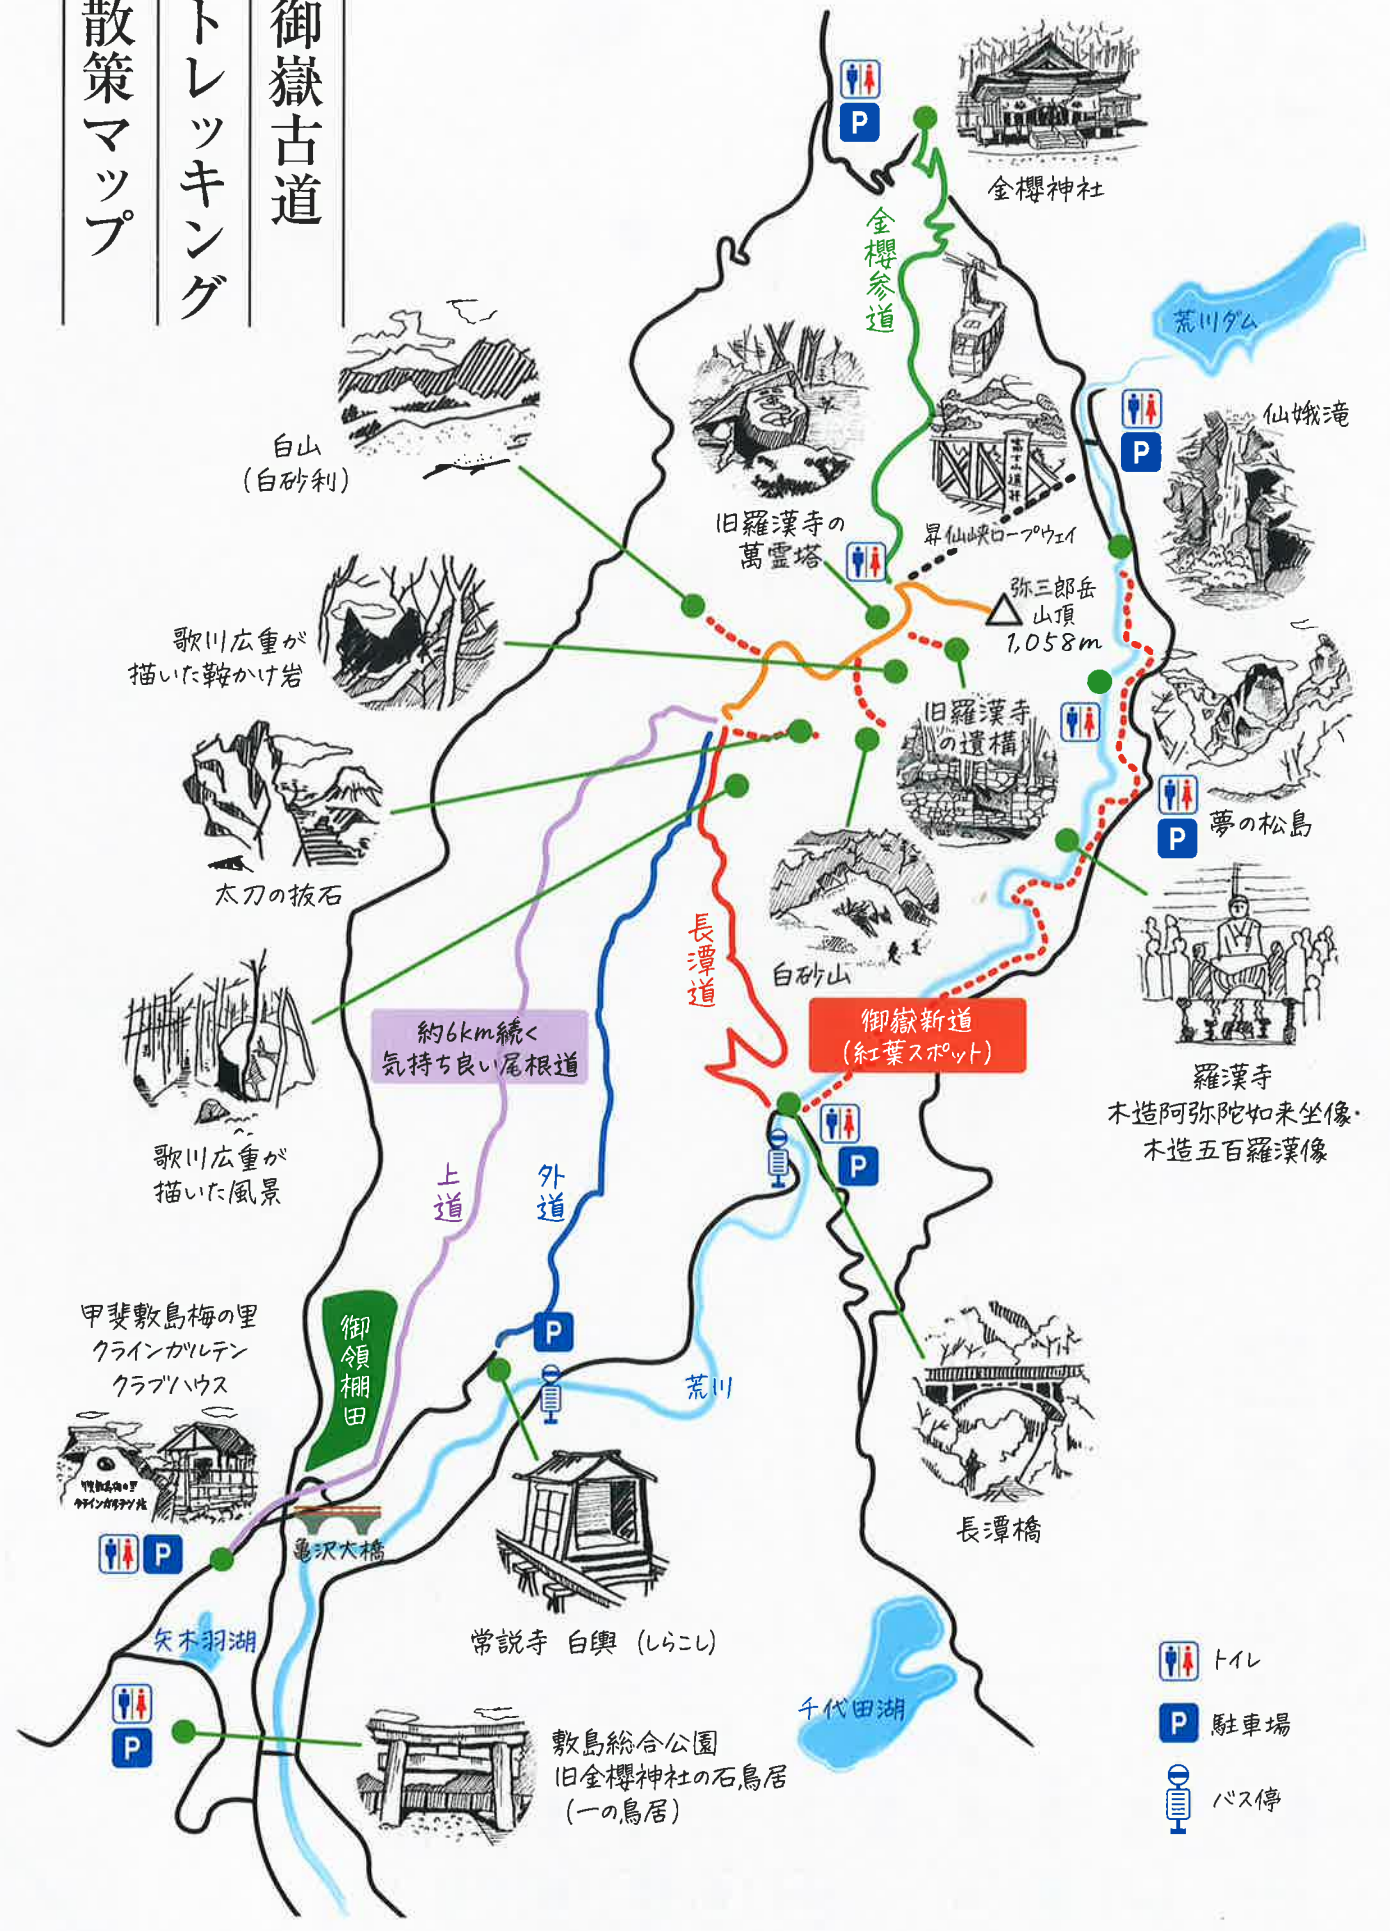 御嶽古道
トレッキング
散策マップ
P
金櫻神社
金櫻参道
荒川ダム
P
仙娥滝
白山
(白砂利)
旧羅漢寺の
萬霊塔
昇仙峡ロープウェイ
弥三郎岳
山頂
1,058m
歌川広重が
描いた鞍かけ岩
旧羅漢寺
の遺構
P
夢の松島
太刀の抜石
長潭道
白砂山
御嶽新道
(紅葉スポット)
約6km続く
気持ち良い尾根道
羅漢寺
木造阿弥陀如来坐像・
木造五百羅漢像
歌川広重が
描いた風景
上道
外道
P
甲斐敷島梅の里
クラインガルテン
クラブハウス
御領棚田
P
荒川
長潭橋
P
亀沢大橋
矢木羽湖
常説寺 白輿 (しらこし)
千代田湖
P
敷島総合公園
旧金櫻神社の石鳥居
(一の鳥居)
トイレ
P 駐車場
バス停